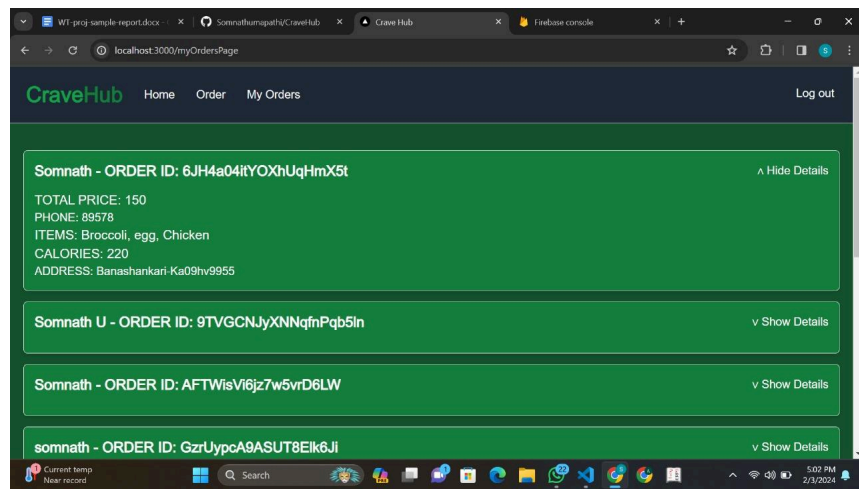 WT-proj-sample-report.docx -
Somnathumapathi/CraveHub
Crave Hub
Firebase console
localhost:3000/myOrdersPage
S
CraveHub
Home
Order
My Orders
Log out
Somnath - ORDER ID: 6JH4a04itYOXhUqHmX5t
ʌ Hide Details
TOTAL PRICE: 150
PHONE: 89578
ITEMS: Broccoli, egg, Chicken
CALORIES: 220
ADDRESS: Banashankari-Ka09hv9955
Somnath U - ORDER ID: 9TVGCNJyXNNqfnPqb5ln
v Show Details
Somnath - ORDER ID: AFTWisVi6jz7w5vrD6LW
v Show Details
somnath - ORDER ID: GzrUypcA9ASUT8Elk6Ji
v Show Details
1
Current temp
Near record
Search
22
5:02 PM
2/3/2024